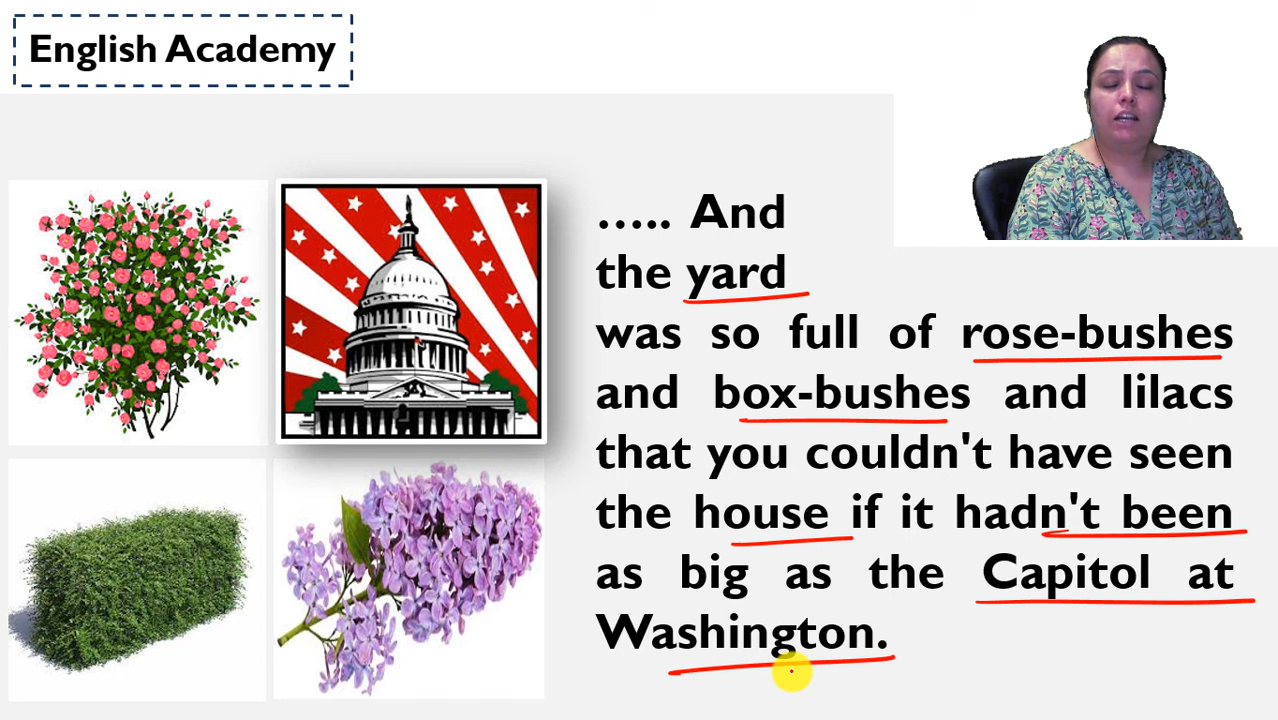 English Academy
….. And
the yard
was so full of rose-bushes
and box-bushes and lilacs
that you couldn't have seen
the house if it hadn't been
as big as the Capitol at
Washington.